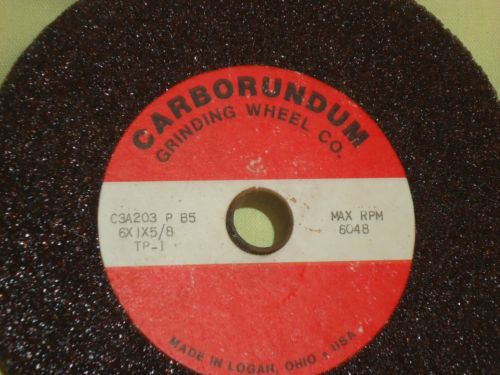 CARBORUNDUM
GRINDING WHEEL CO.
C3A203 P B5
6X1X5/8
TP-1
MAX RPM
6048
MADE IN LOGAN, OHIO • USA